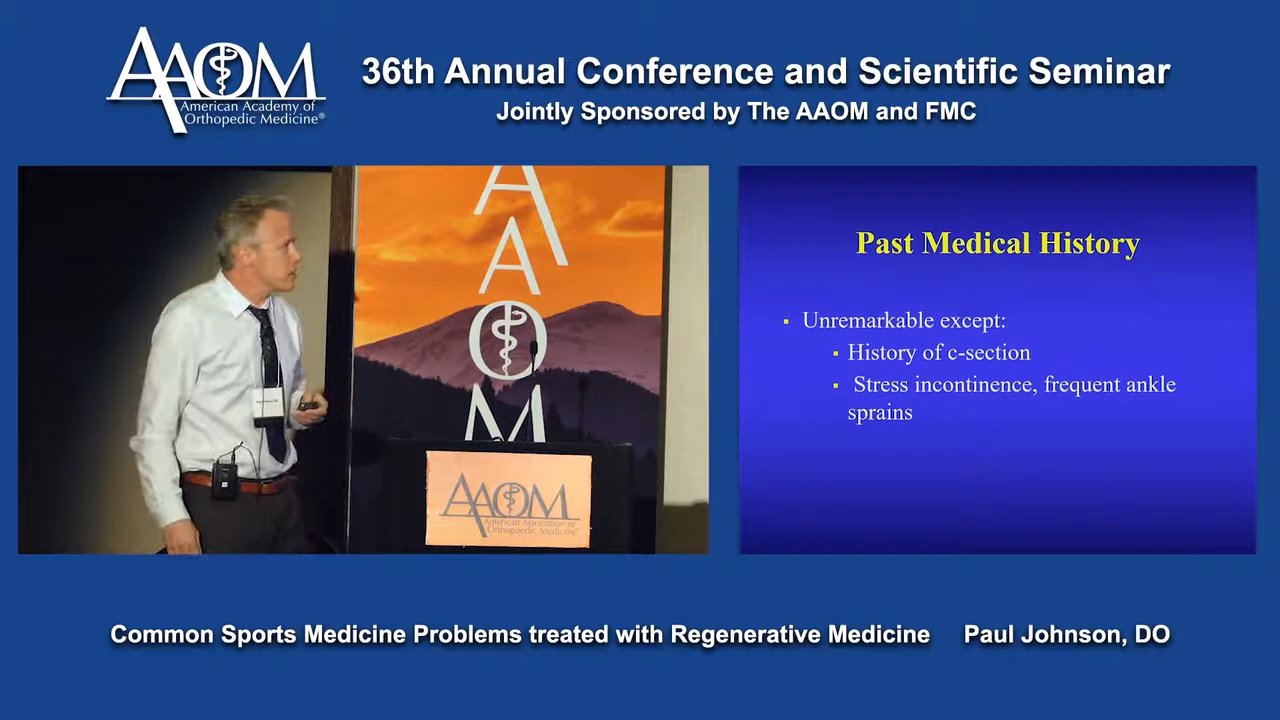 AAOM
American Academy of
Orthopedic Medicine®
36th Annual Conference and Scientific Seminar
Jointly Sponsored by The AAOM and FMC
A
A
O
M
AAOM
American Association of
Orthopaedic Medicine
Past Medical History
▪ Unremarkable except:
▪ History of c-section
▪ Stress incontinence, frequent ankle
sprains
Common Sports Medicine Problems treated with Regenerative Medicine Paul Johnson, DO